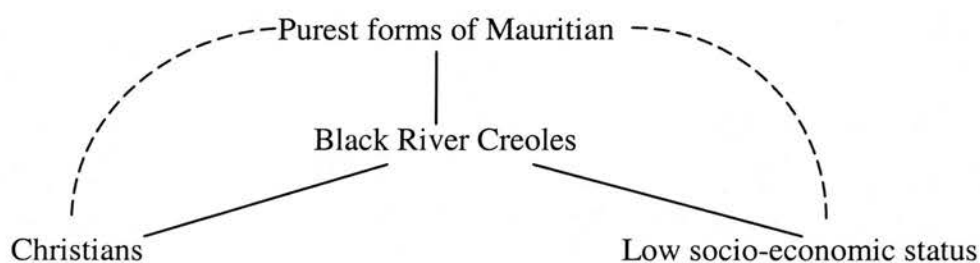 Purest forms of Mauritian
Black River Creoles
Christians Low socio-economic status